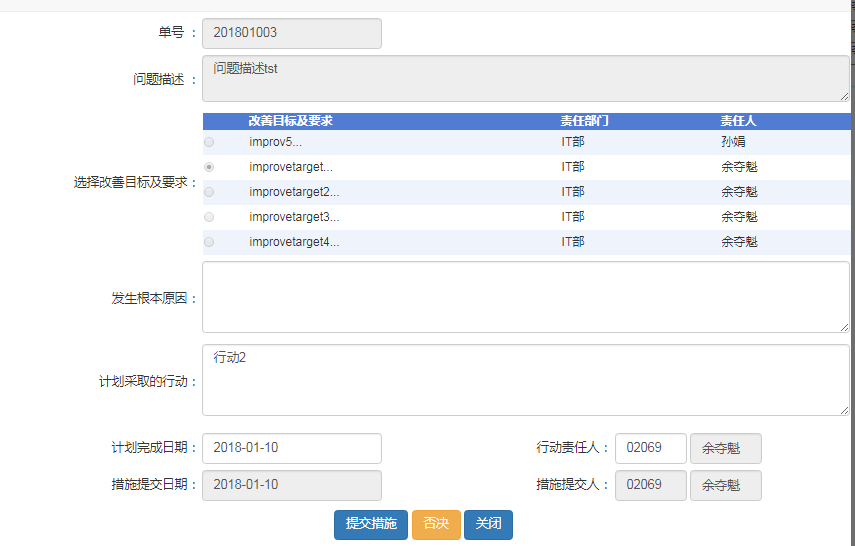 单号 ： 201801003
问题描述 ： 问题描述tst
选择改善目标及要求：
改善目标及要求 责任部门 责任人
improv5... IT部 孙娟
improvetarget... IT部 余夺魁
improvetarget2... IT部 余夺魁
improvetarget3... IT部 余夺魁
improvetarget4... IT部 余夺魁
发生根本原因：
计划采取的行动： 行动2
计划完成日期： 2018-01-10 行动责任人： 02069 余夺魁
措施提交日期： 2018-01-10 措施提交人： 02069 余夺魁
提交措施 否决 关闭